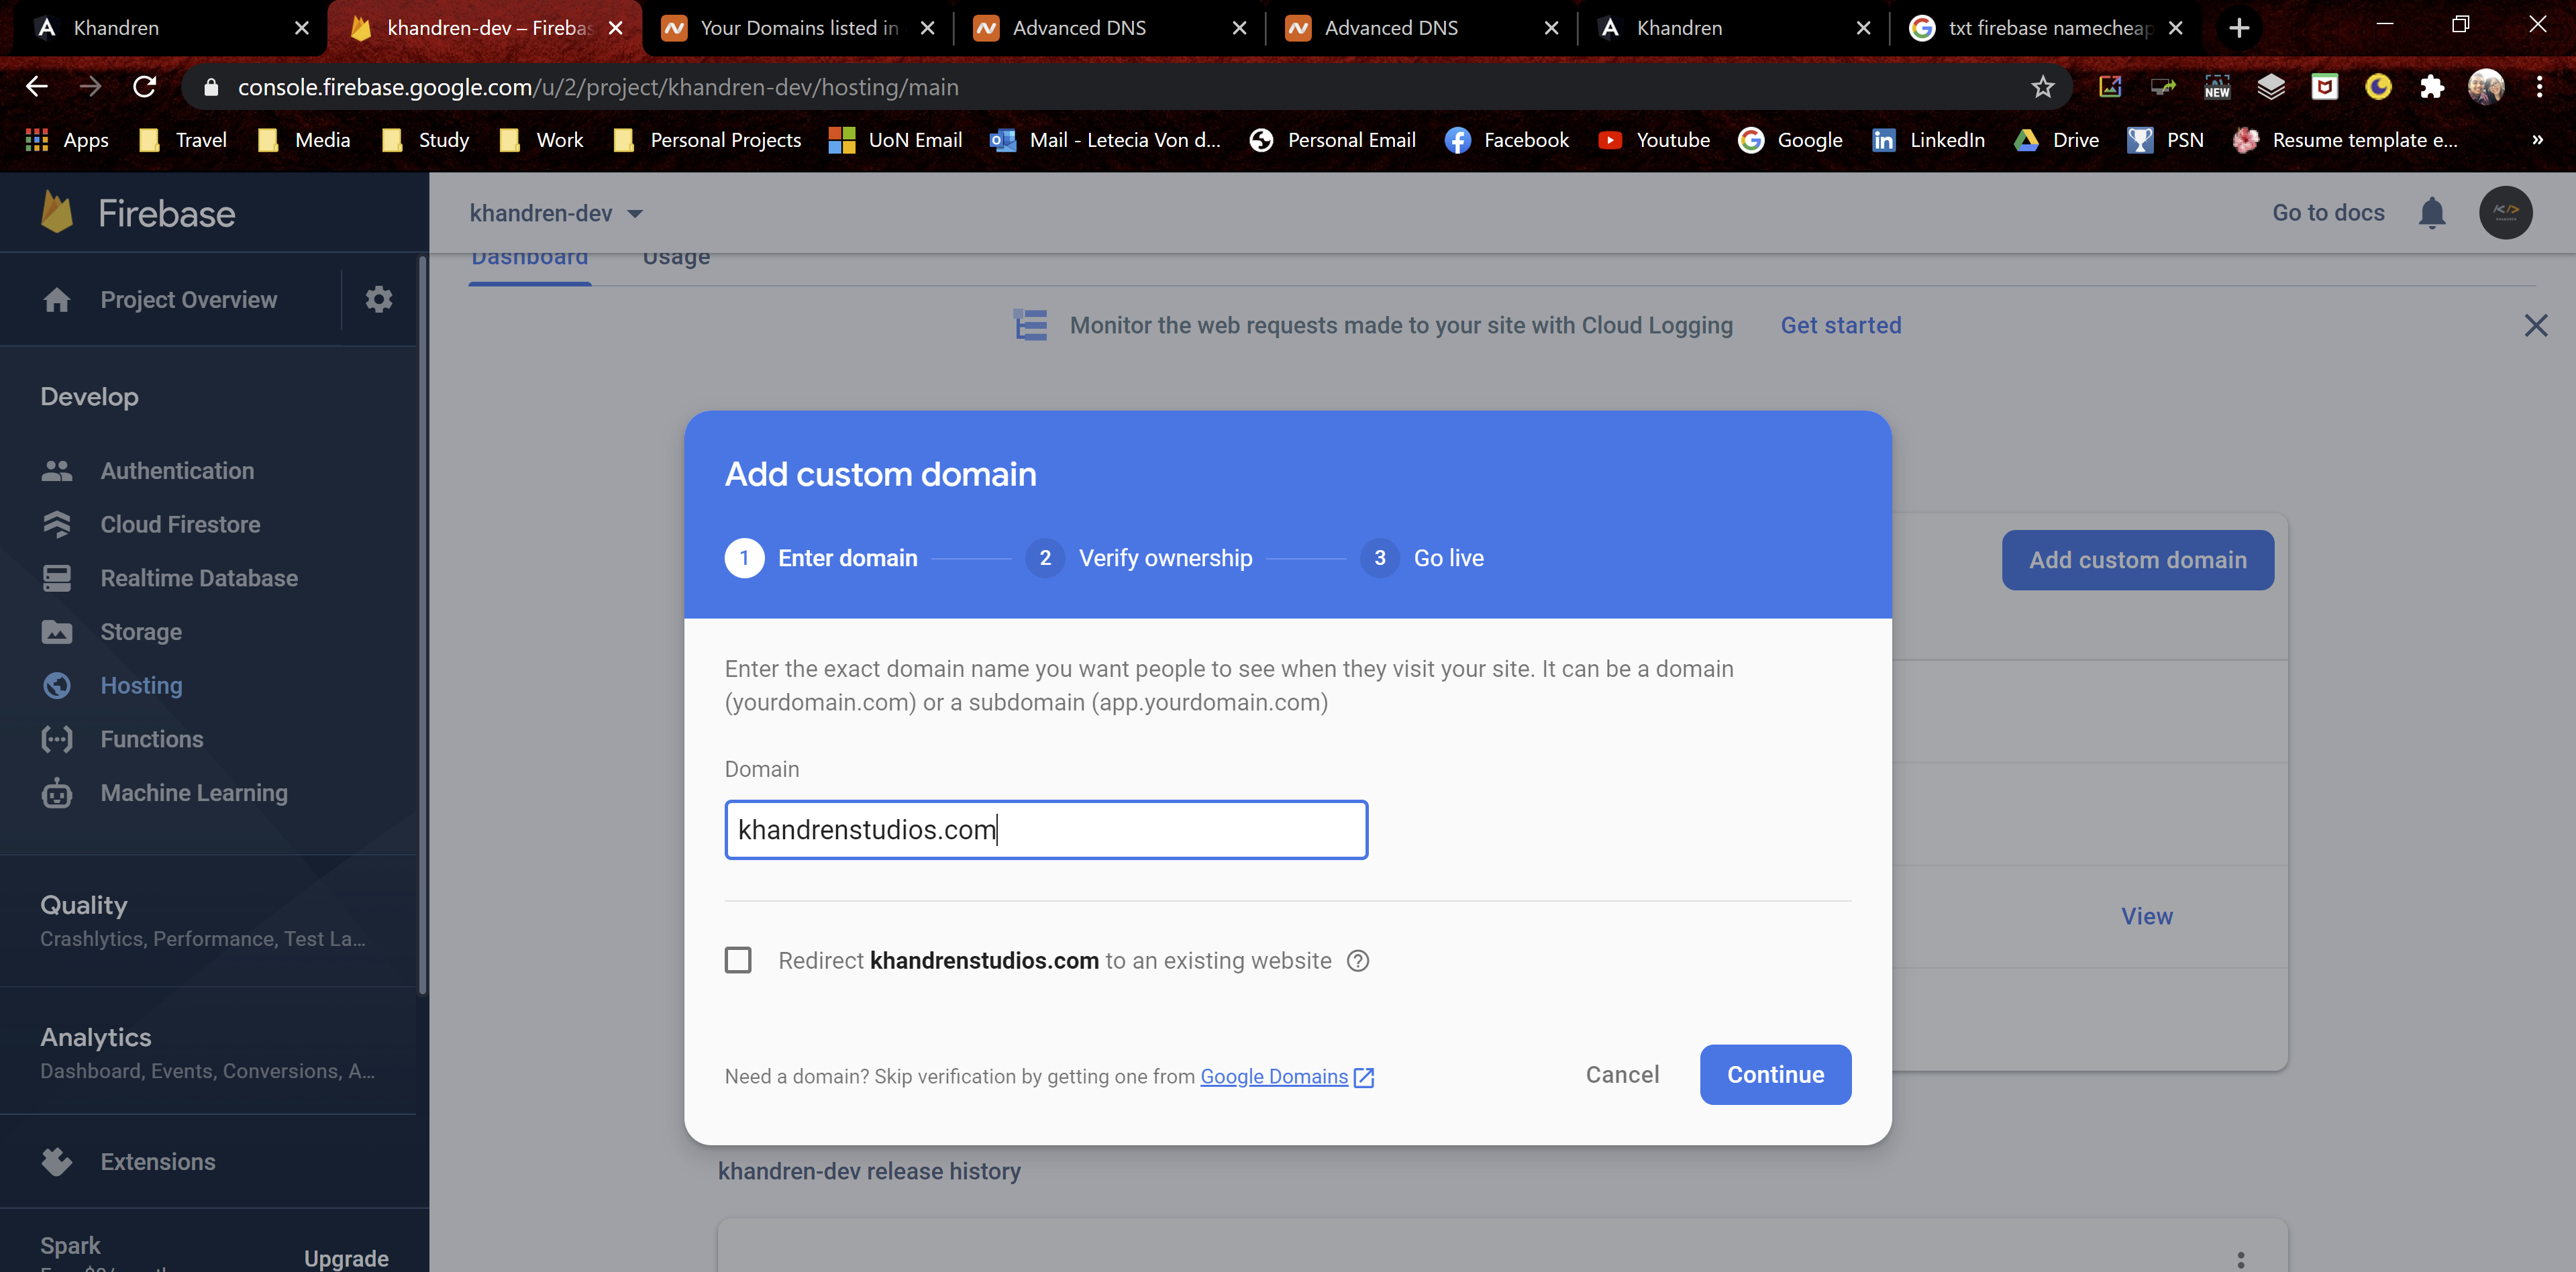 Khandren
khandren-dev – Fireba
Your Domains listed in
Advanced DNS
Advanced DNS
Khandren
txt firebase namecheap
console.firebase.google.com/u/2/project/khandren-dev/hosting/main
NEW
Apps
Travel
Media
Study
Work
Personal Projects
UoN Email
Mail - Letecia Von d...
Personal Email
Facebook
Youtube
Google
LinkedIn
Drive
PSN
Resume template e...
»
Firebase
khandren-dev
Go to docs
Dashboard
Usage
Project Overview
Monitor the web requests made to your site with Cloud Logging
Get started
Develop
Authentication
Cloud Firestore
Realtime Database
Storage
Hosting
Functions
Machine Learning
Quality
Crashlytics, Performance, Test La...
Analytics
Dashboard, Events, Conversions, A...
Extensions
Spark
Upgrade
Add custom domain
1 Enter domain
2 Verify ownership
3 Go live
Add custom domain
Enter the exact domain name you want people to see when they visit your site. It can be a domain
(yourdomain.com) or a subdomain (app.yourdomain.com)
Domain
khandrenstudios.com
Redirect khandrenstudios.com to an existing website
View
Need a domain? Skip verification by getting one from Google Domains
Cancel
Continue
khandren-dev release history